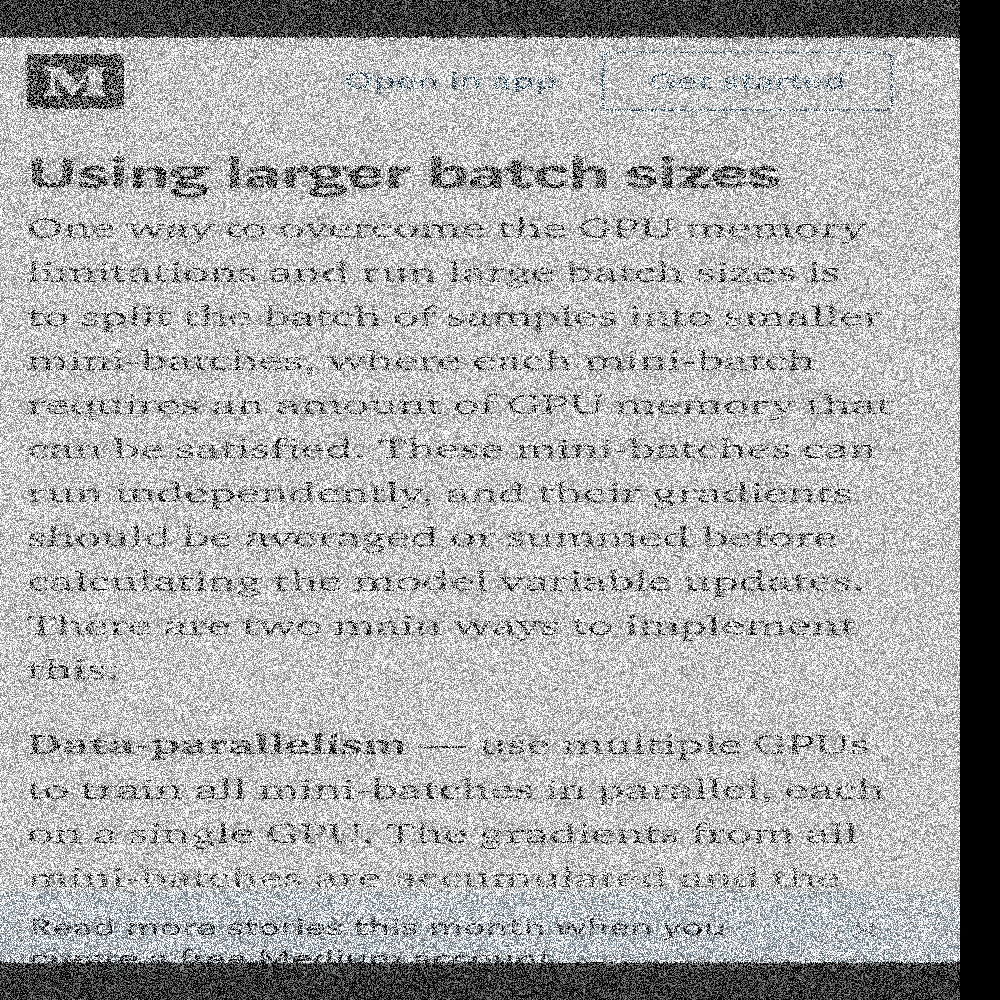 M
Open in app Get started
Using larger batch sizes
One way to overcome the GPU memory
limitations and run large batch sizes is
to split the batch of samples into smaller
mini-batches, where each mini-batch
requires an amount of GPU memory that
can be satisfied. These mini-batches can
run independently, and their gradients
should be averaged or summed before
calculating the model variable updates.
There are two main ways to implement
this:
Data-parallelism — use multiple GPUs
to train all mini-batches in parallel, each
on a single GPU. The gradients from all
mini-batches are accumulated and the
Read more stories this month when you
create a free Medium account.